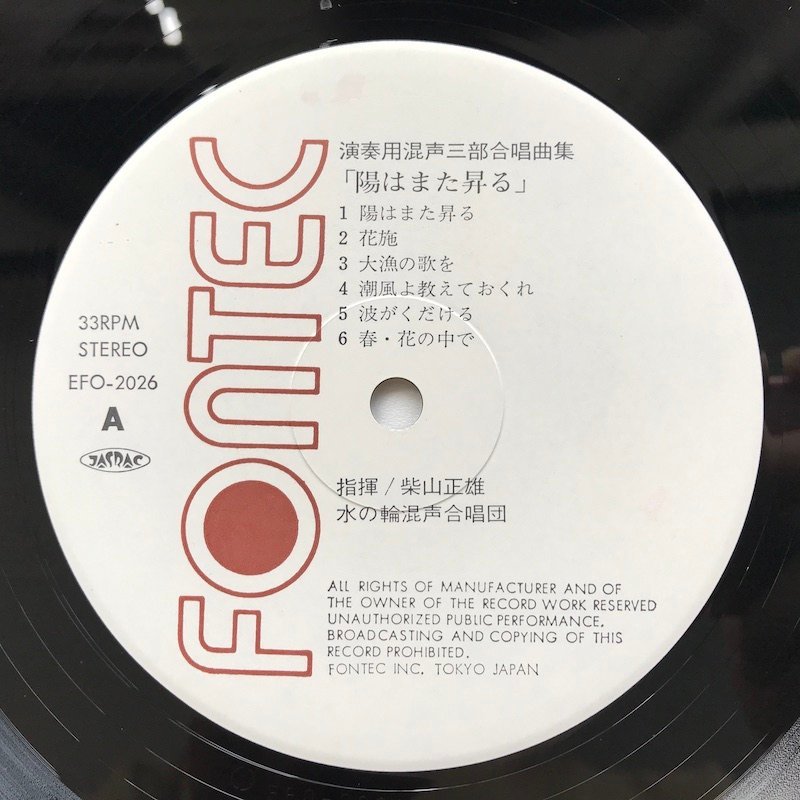 FONTEC
演奏用混声三部合唱曲集
「陽はまた昇る」
1 陽はまた昇る
2 花施
3 大漁の歌を
4 潮風よ教えておくれ
5 波がくだける
6 春・花の中で
33RPM
STEREO
EFO-2026
A
JASRAC
指揮/柴山正雄
水の輪混声合唱団
ALL RIGHTS OF MANUFACTURER AND OF
THE OWNER OF THE RECORD WORK RESERVED
UNAUTHORIZED PUBLIC PERFORMANCE,
BROADCASTING AND COPYING OF THIS
RECORD PROHIBITED.
FONTEC INC. TOKYO JAPAN